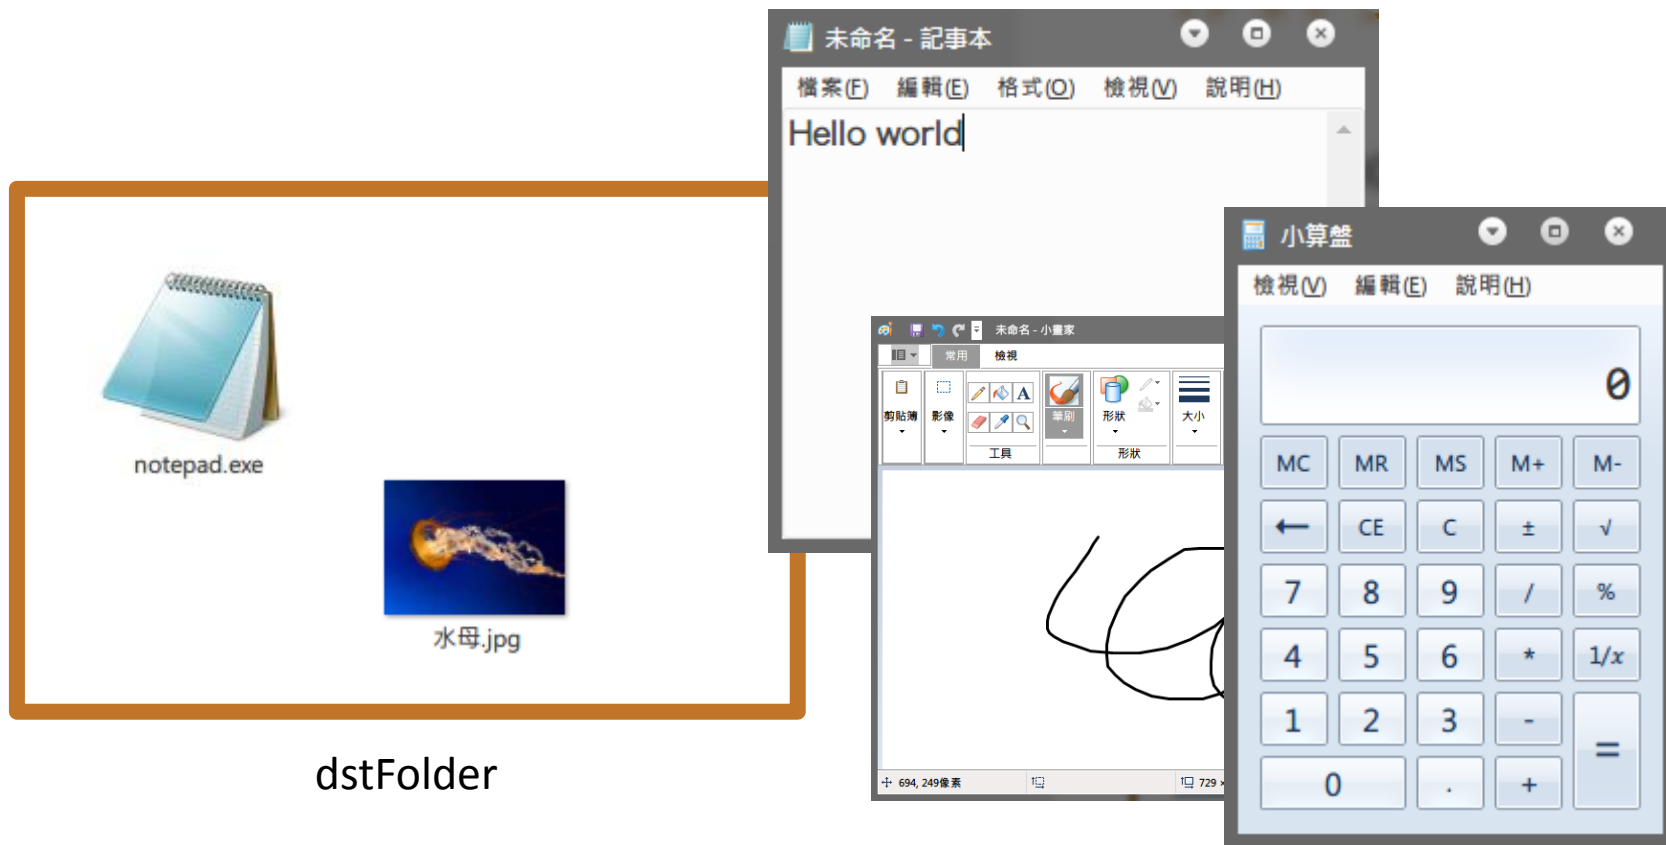 未命名 - 記事本
檔案(F) 編輯(E) 格式(O) 檢視(V) 說明(H)
Hello world
notepad.exe
水母.jpg
dstFolder
未命名 - 小畫家
常用 檢視
剪貼簿 影像 A 筆刷 形狀 大小
工具 形狀
694, 249像素 729 ×
小算盤
檢視(V) 編輯(E) 說明(H)
0
MC MR MS M+ M-
← CE C ± √
7 8 9 / %
4 5 6 * 1/x
1 2 3 - =
0 . +